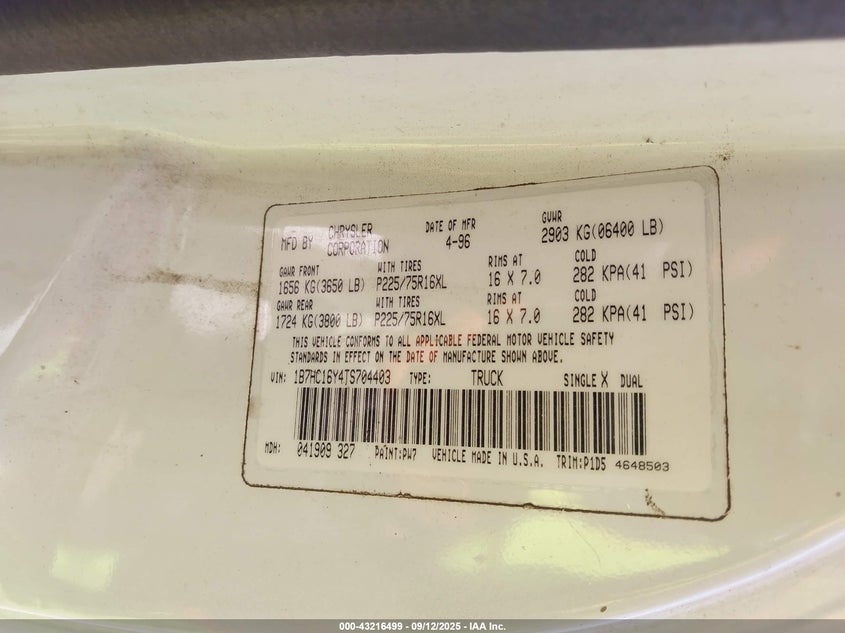 MFD BY CHRYSLER CORPORATION DATE OF MFR 4-96 GVWR 2903 KG(06400 LB)
GAWR FRONT WITH TIRES RIMS AT COLD
1656 KG(3650 LB) P225/75R16XL 16 X 7.0 282 KPA(41 PSI)
GAWR REAR WITH TIRES RIMS AT COLD
1724 KG(3800 LB) P225/75R16XL 16 X 7.0 282 KPA(41 PSI)
THIS VEHICLE CONFORMS TO ALL APPLICABLE FEDERAL MOTOR VEHICLE SAFETY
STANDARDS IN EFFECT ON THE DATE OF MANUFACTURE SHOWN ABOVE.
VIN: 1B7HC16Y4TS704403 TYPE: TRUCK SINGLE X DUAL
MDH: 041909 327 PAINT:PW7 VEHICLE MADE IN U.S.A. TRIM:P1D5 4648503
000-43216499 - 09/12/2025 - IAA Inc.